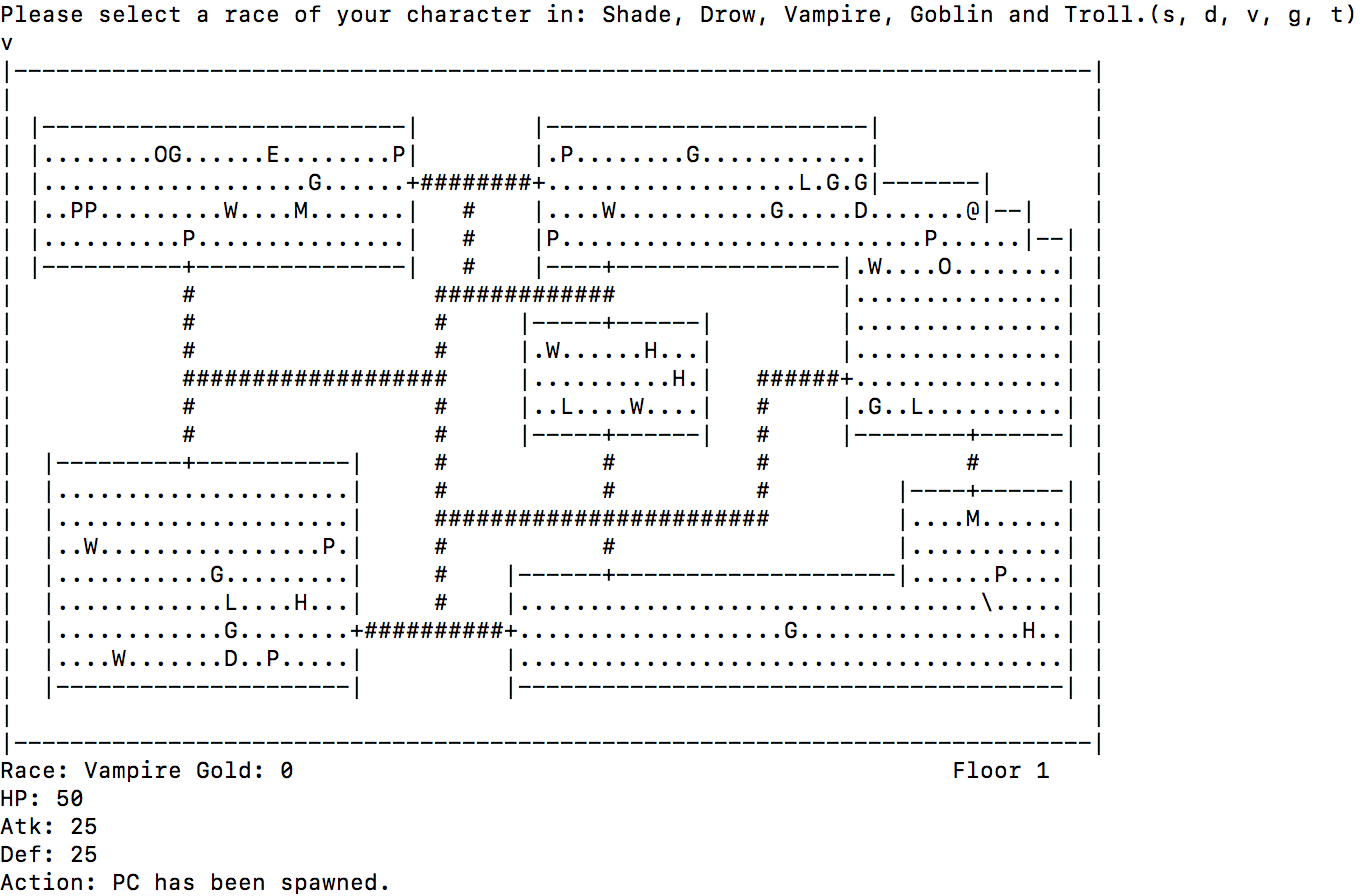 Please select a race of your character in: Shade, Drow, Vampire, Goblin and Troll.(s, d, v, g, t)
v
|-----------------------------------------------------------------------------|
|                                                                             |
| |--------------------------|        |-----------------------|               |
| |........OG......E........P|        |.P........G............|               |
| |...................G......+########+..................L.G.G|-------|       |
| |..PP.........W....M.......|   #    |....W...........G.....D.......@|--|    |
| |..........P...............|   #    |P..........................P......|--| |
| |----------+---------------|   #    |----+----------------|.W....O........| |
|            #                 #############                |...............| |
|            #                 #     |-----+------|         |...............| |
|            #                 #     |.W......H...|         |...............| |
|            ###################     |..........H.|   ######+...............| |
|            #                 #     |..L....W....|   #     |.G..L..........| |
|            #                 #     |-----+------|   #     |--------+------| |
|  |---------+-----------|     #           #          #              #        |
|  |.....................|     #           #          #         |----+------| |
|  |.....................|     ########################         |....M......| |
|  |..W................P.|     #           #                    |...........| |
|  |...........G.........|     #    |------+--------------------|......P....| |
|  |............L....H...|     #    |.................................\.....| |
|  |............G........+##########+...................G................H..| |
|  |....W.......D..P.....|          |.......................................| |
|  |---------------------|          |---------------------------------------| |
|                                                                             |
|-----------------------------------------------------------------------------|
Race: Vampire Gold: 0                                               Floor 1
HP: 50
Atk: 25
Def: 25
Action: PC has been spawned.